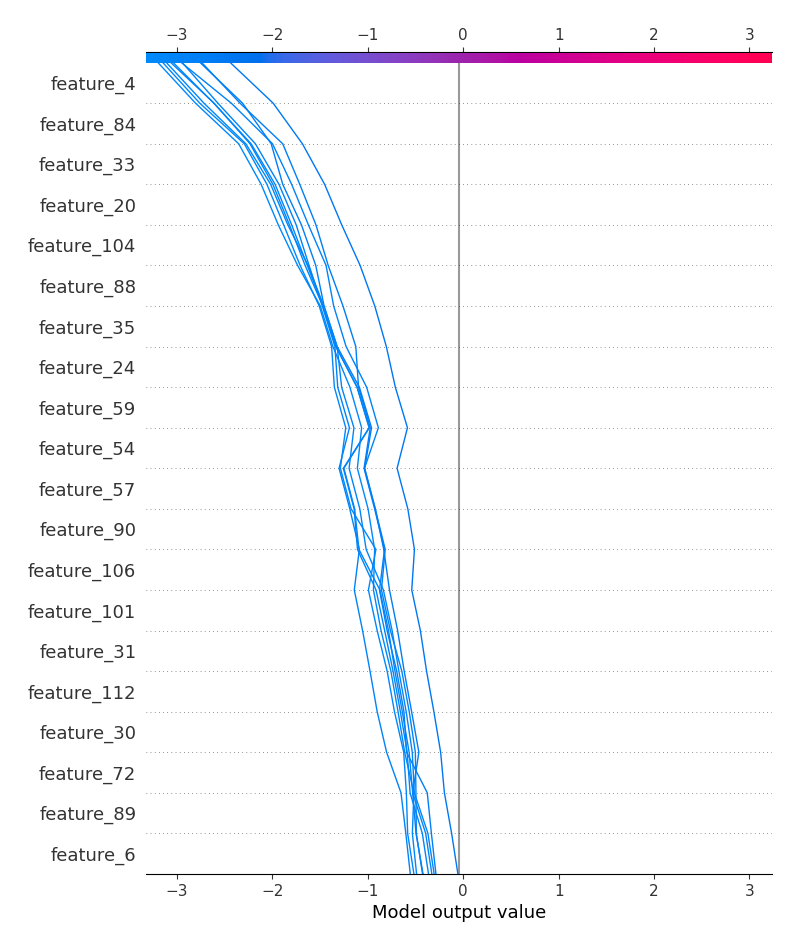 −3 −2 −1 0 1 2 3
feature_4
feature_84
feature_33
feature_20
feature_104
feature_88
feature_35
feature_24
feature_59
feature_54
feature_57
feature_90
feature_106
feature_101
feature_31
feature_112
feature_30
feature_72
feature_89
feature_6
−3 −2 −1 0 1 2 3
Model output value